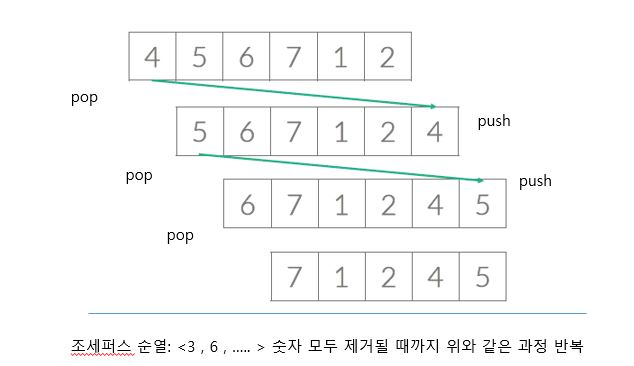 4 5 6 7 1 2
pop
5 6 7 1 2 4
push
pop
6 7 1 2 4 5
push
pop
7 1 2 4 5
조세퍼스 순열: <3 , 6 , ..... > 숫자 모두 제거될 때까지 위와 같은 과정 반복